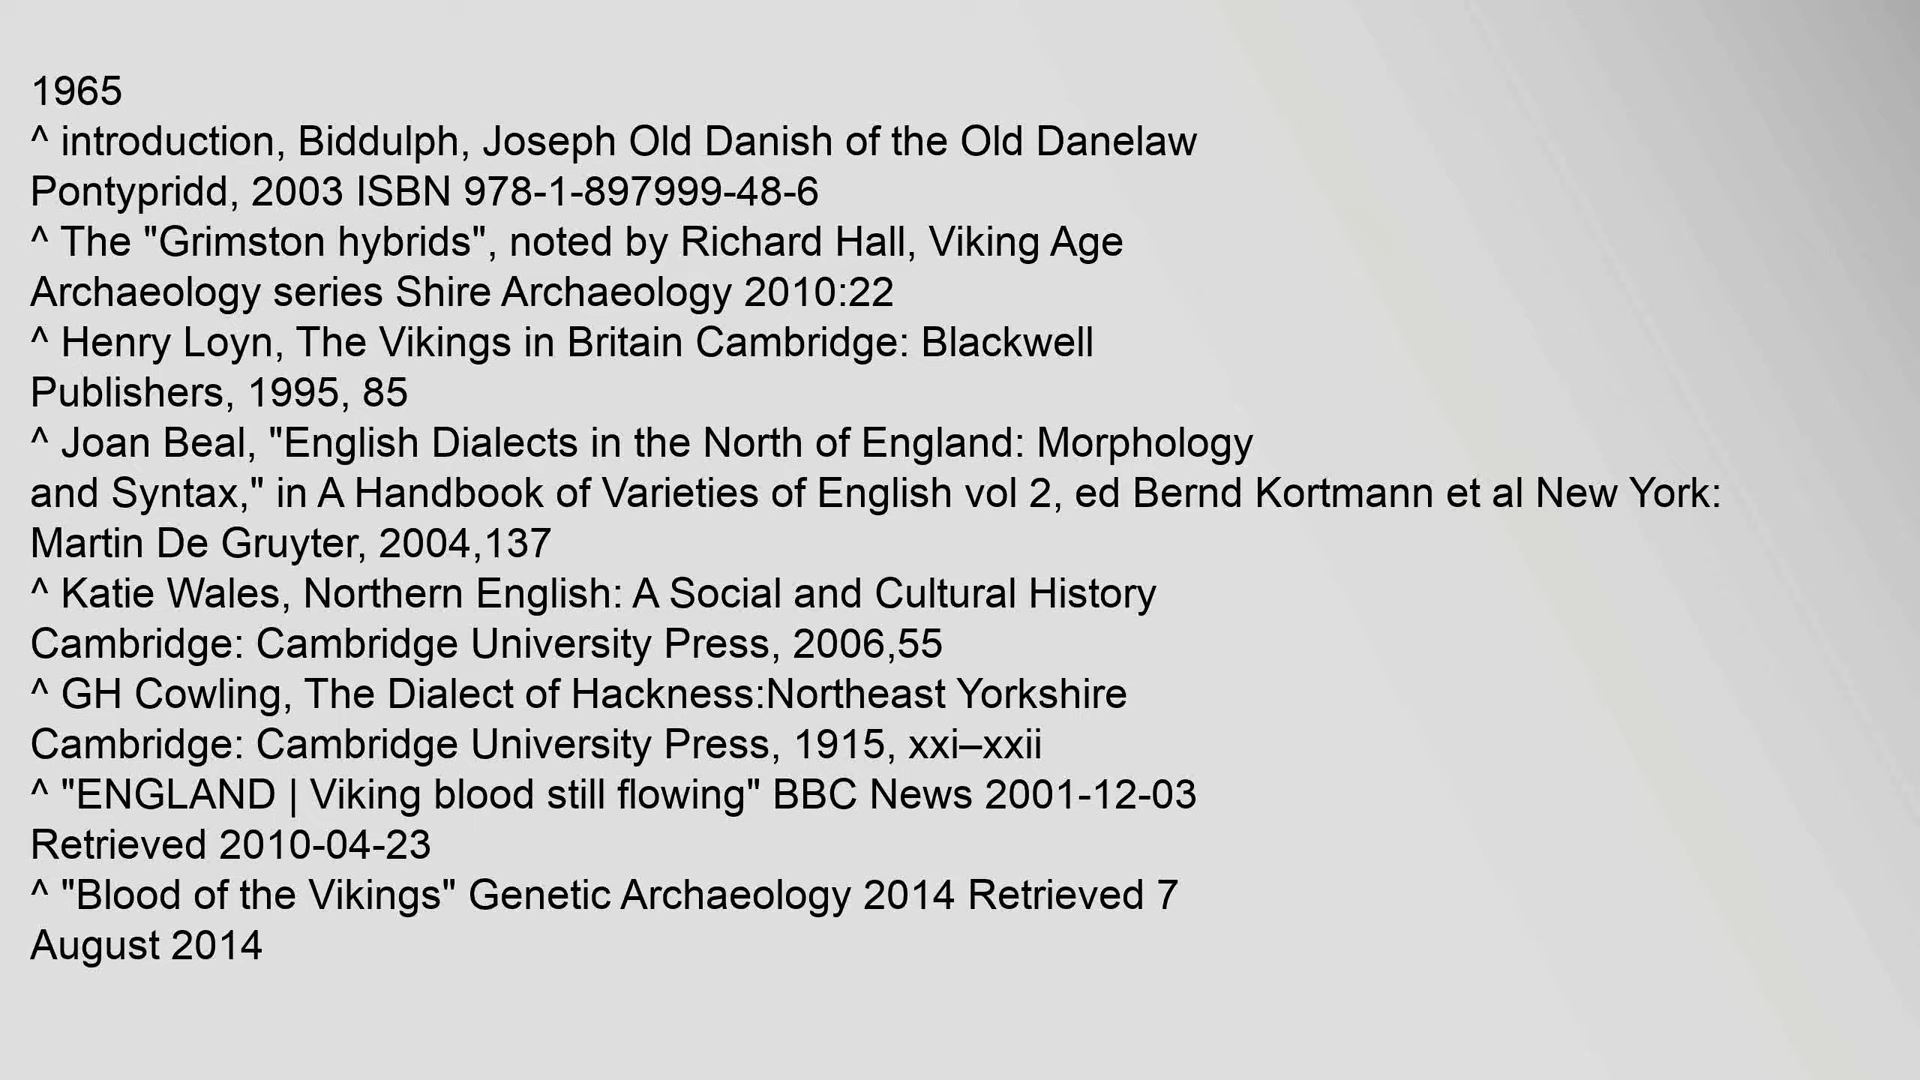 1965
^ introduction, Biddulph, Joseph Old Danish of the Old Danelaw
Pontypridd, 2003 ISBN 978-1-897999-48-6
^ The "Grimston hybrids", noted by Richard Hall, Viking Age
Archaeology series Shire Archaeology 2010:22
^ Henry Loyn, The Vikings in Britain Cambridge: Blackwell
Publishers, 1995, 85
^ Joan Beal, "English Dialects in the North of England: Morphology
and Syntax," in A Handbook of Varieties of English vol 2, ed Bernd Kortmann et al New York:
Martin De Gruyter, 2004,137
^ Katie Wales, Northern English: A Social and Cultural History
Cambridge: Cambridge University Press, 2006,55
^ GH Cowling, The Dialect of Hackness:Northeast Yorkshire
Cambridge: Cambridge University Press, 1915, xxi–xxii
^ "ENGLAND | Viking blood still flowing" BBC News 2001-12-03
Retrieved 2010-04-23
^ "Blood of the Vikings" Genetic Archaeology 2014 Retrieved 7
August 2014